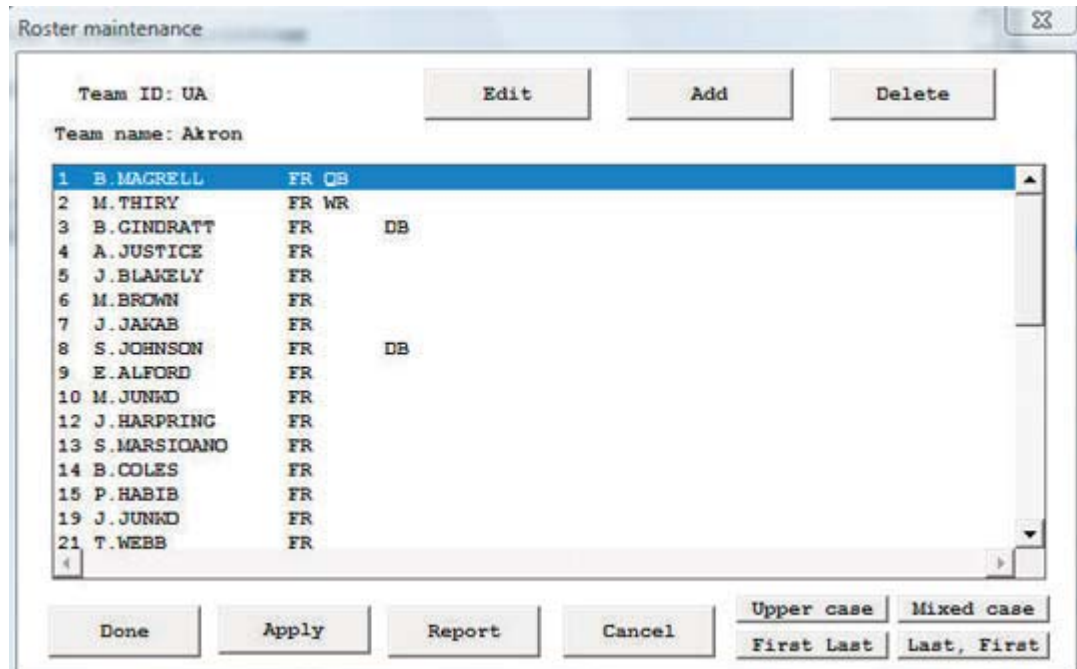 Roster maintenance
Team ID: UA
Edit
Add
Delete
Team name: Akron
1 B.MAGRELL FR QB
2 M.THIRY FR WR
3 B.GINDRATT FR DB
4 A.JUSTICE FR
5 J.BLAKELY FR
6 M.BROWN FR
7 J.JAKAB FR
8 S.JOHNSON FR DB
9 E.ALFORD FR
10 M.JUNKO FR
12 J.HARPRING FR
13 S.MARSIOANO FR
14 B.COLES FR
15 P.HABIB FR
19 J.JUNKO FR
21 T.WEBB FR
Done
Apply
Report
Cancel
Upper case
Mixed case
First Last
Last, First